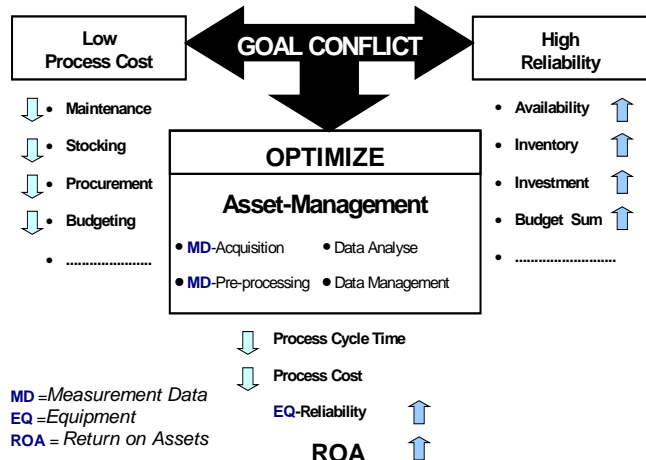 Low
Process Cost
GOAL CONFLICT
High
Reliability
• Maintenance
• Stocking
• Procurement
• Budgeting
• .......................
• Availability
• Inventory
• Investment
• Budget Sum
• .........................
OPTIMIZE
Asset-Management
• MD-Acquisition • Data Analyse
• MD-Pre-processing • Data Management
Process Cycle Time
Process Cost
EQ-Reliability
ROA
MD =Measurement Data
EQ =Equipment
ROA = Return on Assets